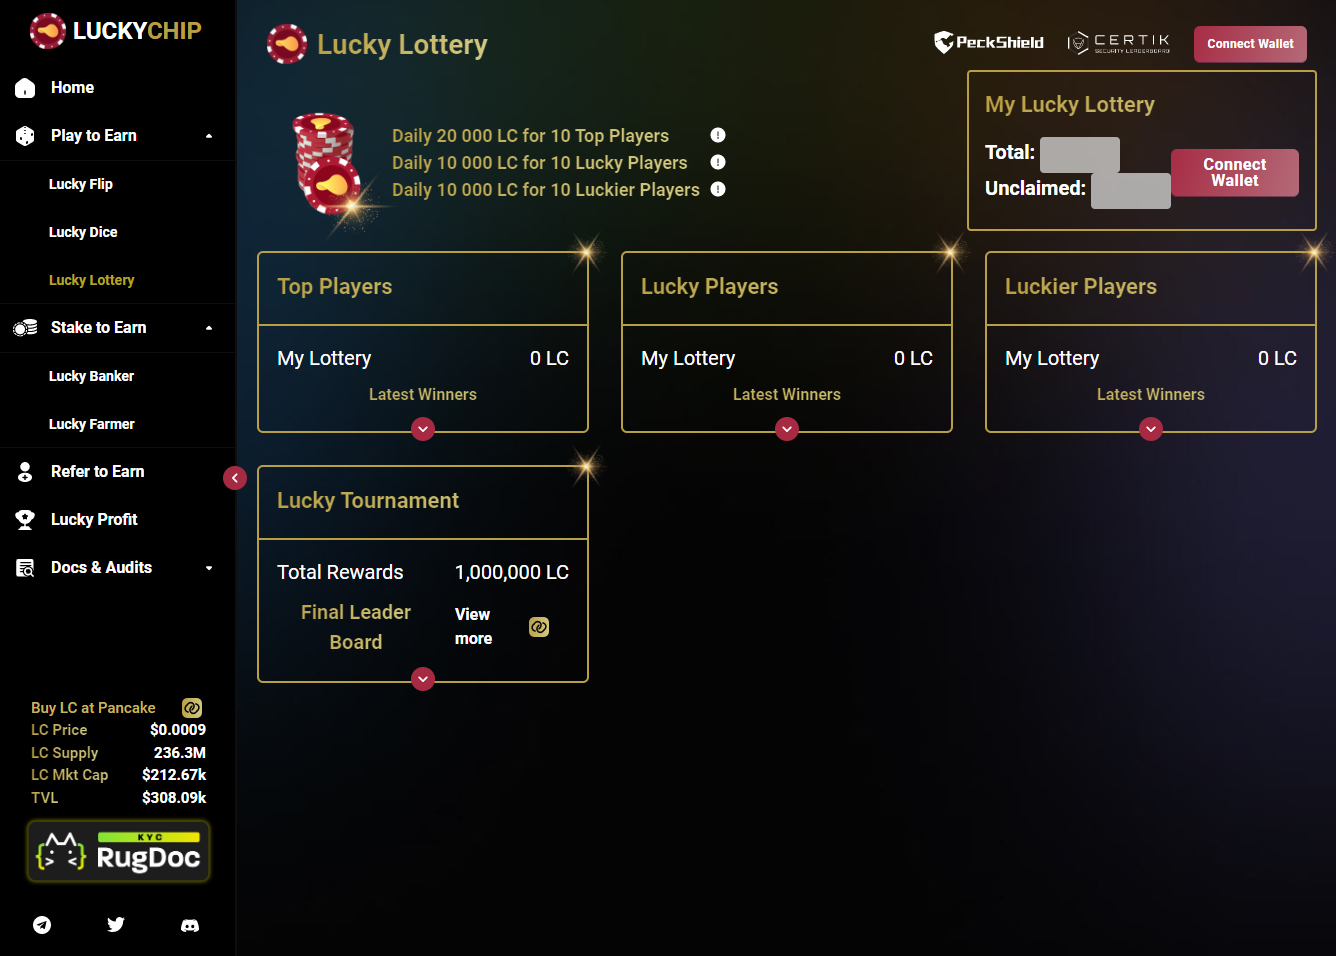 LUCKYCHIP
Home
Play to Earn
Lucky Flip
Lucky Dice
Lucky Lottery
Stake to Earn
Lucky Banker
Lucky Farmer
Refer to Earn
Lucky Profit
Docs & Audits
Buy LC at Pancake
LC Price $0.0009
LC Supply 236.3M
LC Mkt Cap $212.67k
TVL $308.09k
KYC
RugDoc
Lucky Lottery
PeckShield
CERTIK
SECURITY LEADERBOARD
Connect Wallet
Daily 20 000 LC for 10 Top Players
Daily 10 000 LC for 10 Lucky Players
Daily 10 000 LC for 10 Luckier Players
My Lucky Lottery
Total:
Unclaimed:
Connect
Wallet
Top Players
My Lottery 0 LC
Latest Winners
Lucky Players
My Lottery 0 LC
Latest Winners
Luckier Players
My Lottery 0 LC
Latest Winners
Lucky Tournament
Total Rewards 1,000,000 LC
Final Leader
Board
View
more